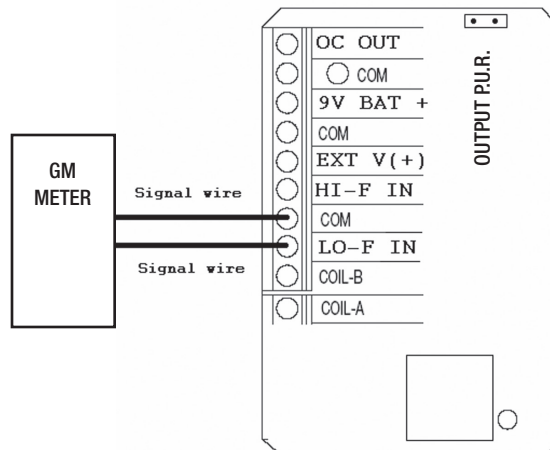 OC OUT
COM
9V BAT +
COM
EXT V(+)
HI-F IN
COM
LO-F IN
COIL-B
COIL-A
OUTPUT P.U.R.
GM
METER
Signal wire
Signal wire